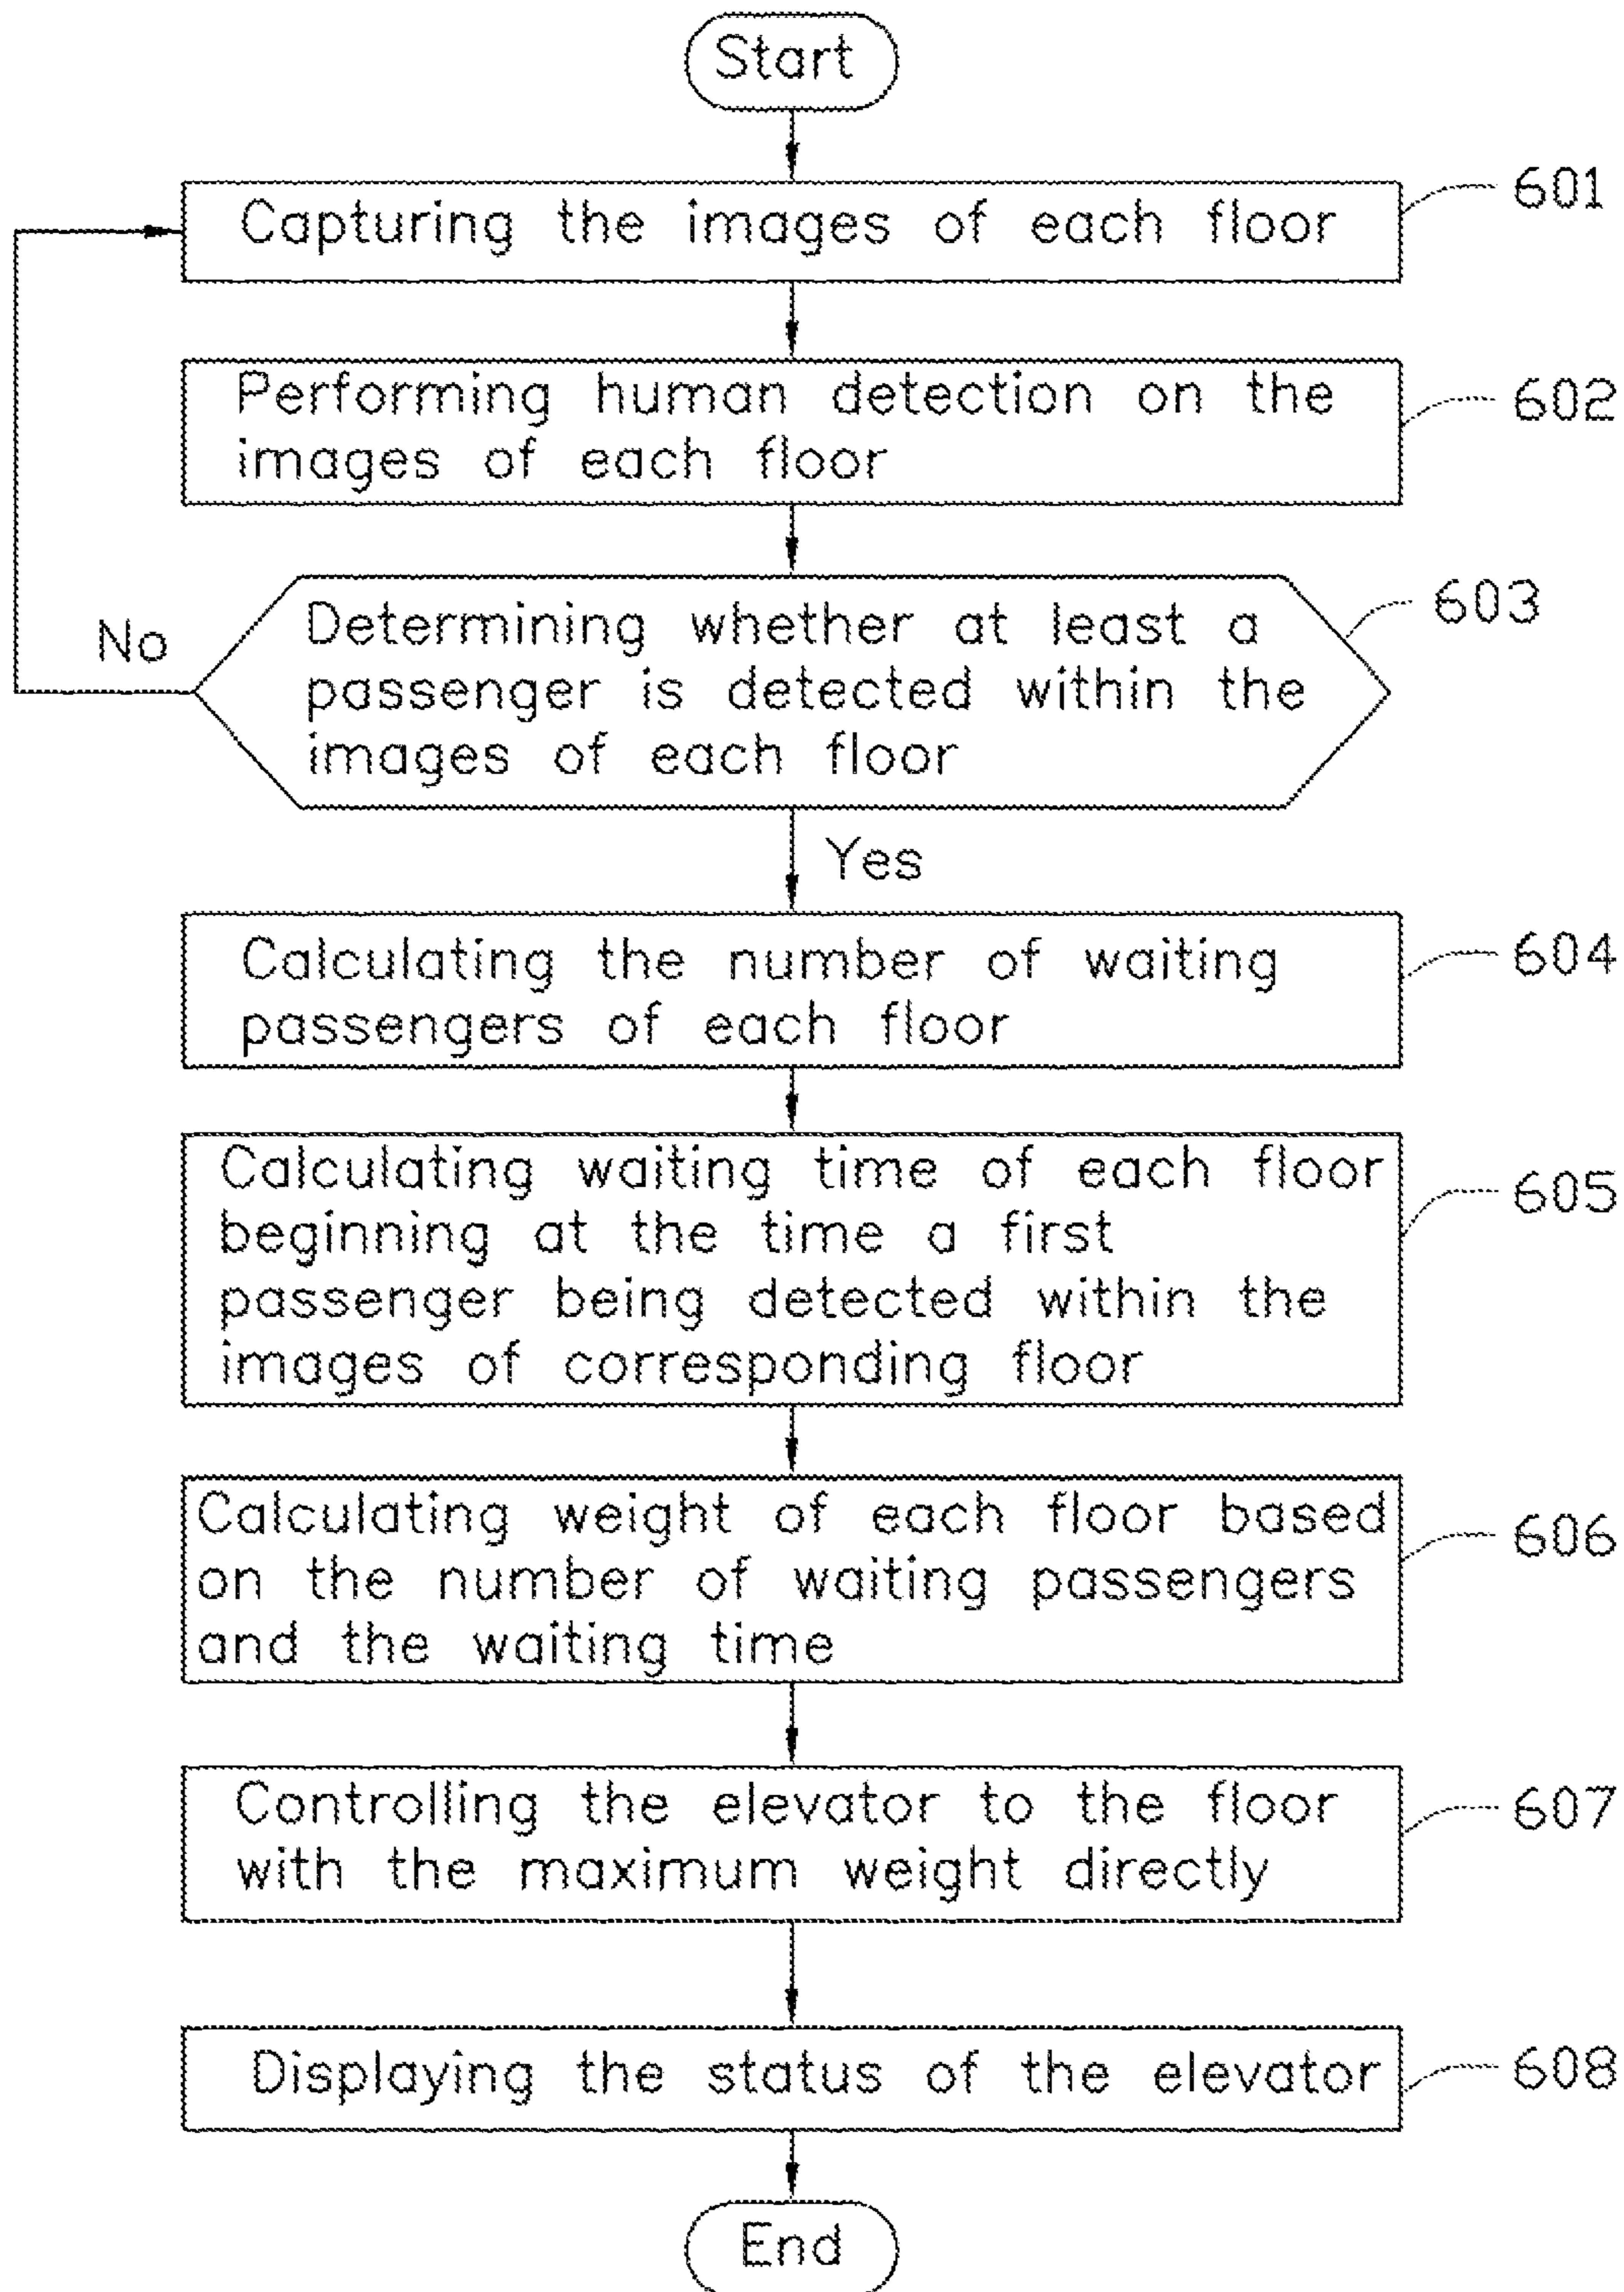 Start
Capturing the images of each floor
601
Performing human detection on the
images of each floor
602
Determining whether at least a
passenger is detected within the
images of each floor
603
No
Yes
Calculating the number of waiting
passengers of each floor
604
Calculating waiting time of each floor
beginning at the time a first
passenger being detected within the
images of corresponding floor
605
Calculating weight of each floor based
on the number of waiting passengers
and the waiting time
606
Controlling the elevator to the floor
with the maximum weight directly
607
Displaying the status of the elevator
608
End